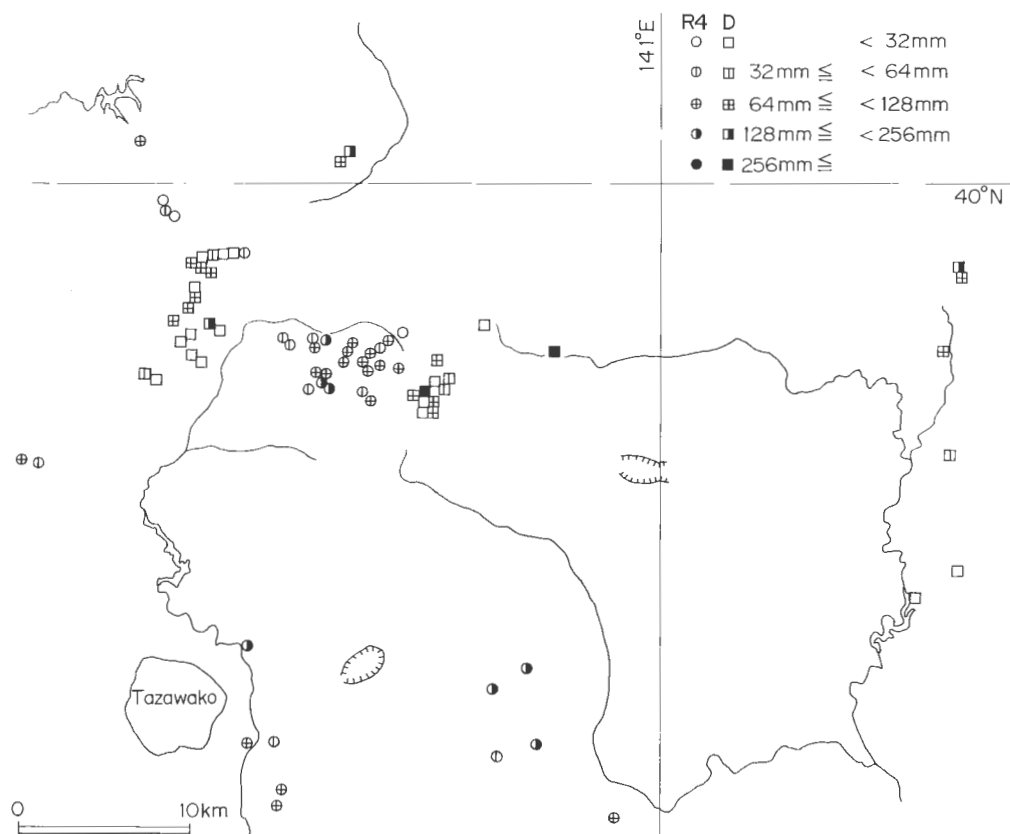 R4 D
< 32mm
32mm ≦ < 64mm
64mm ≦ < 128mm
128mm ≦ < 256mm
256mm ≦
141°E
40°N
Tazawako
0 10km